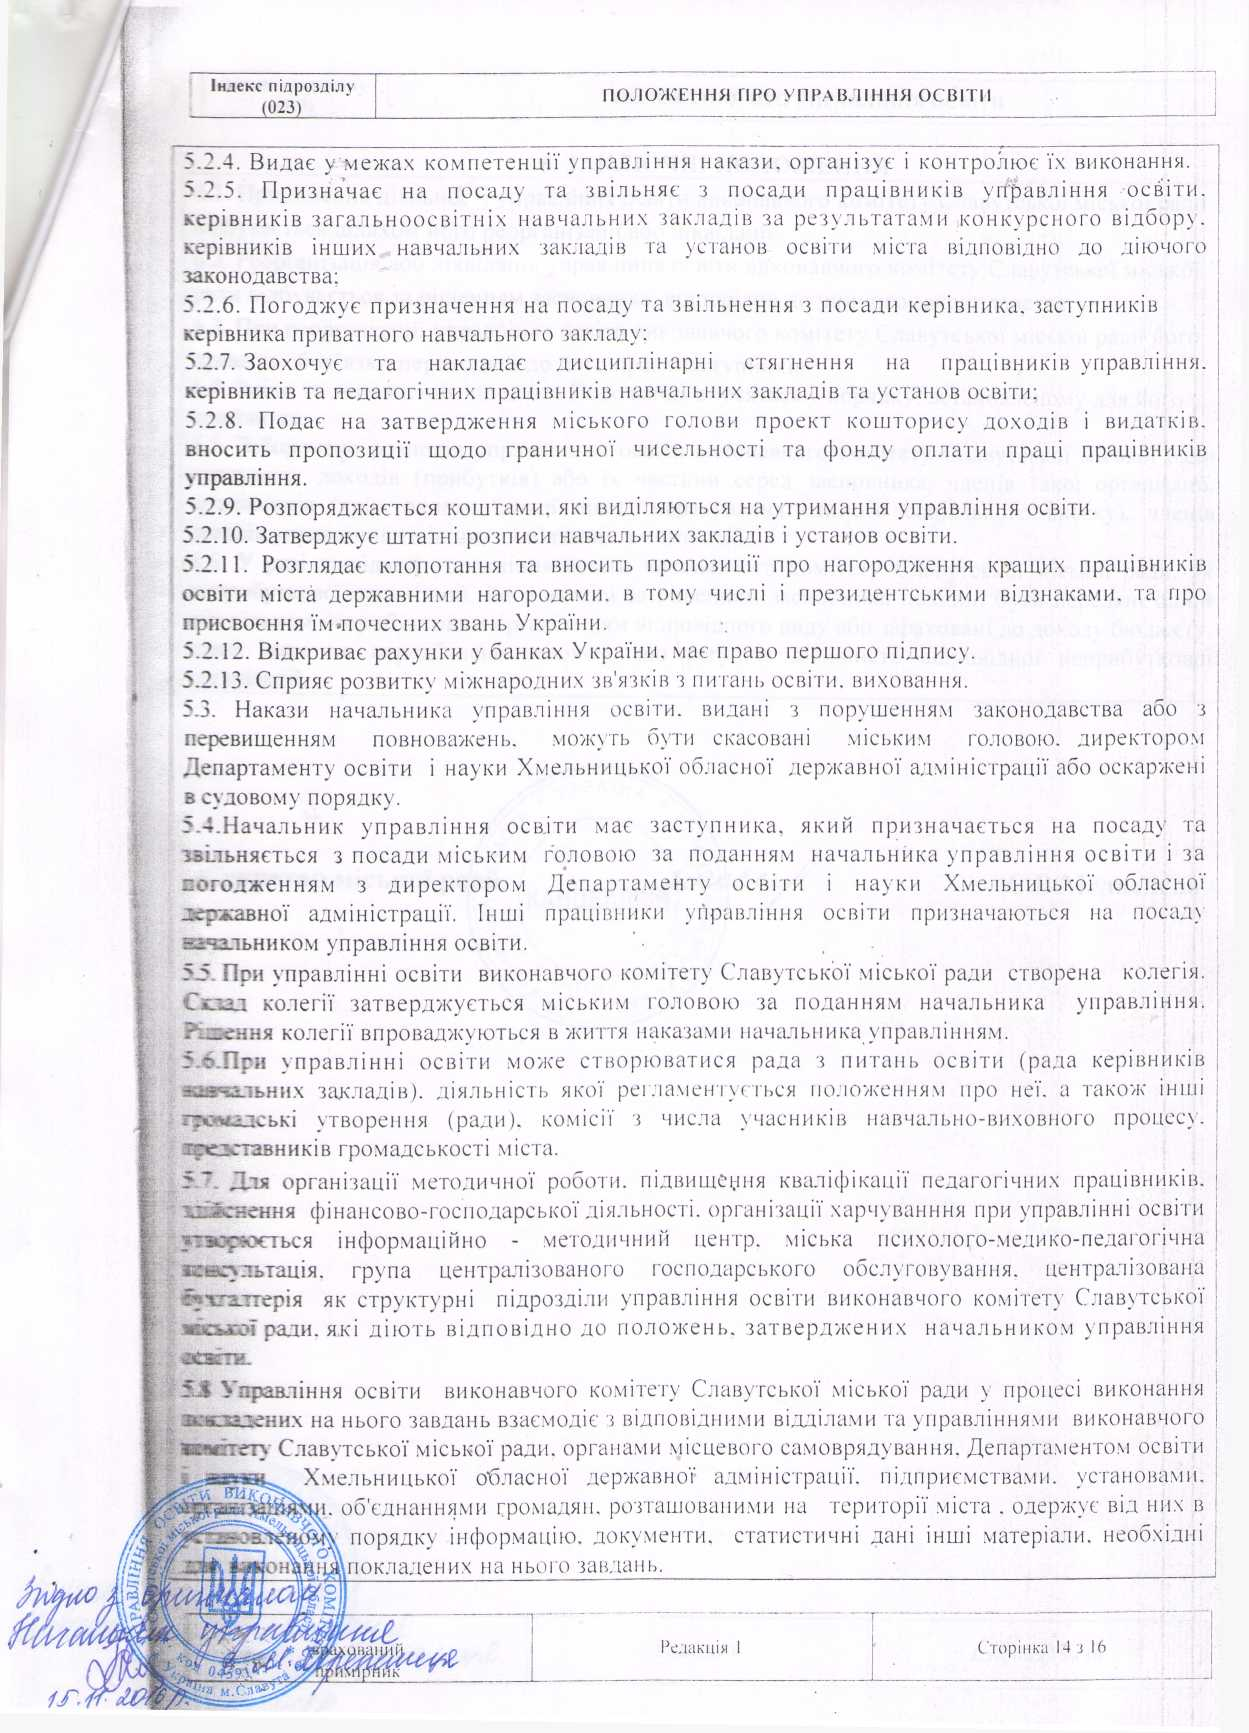 Індекс підрозділу
(023)
ПОЛОЖЕННЯ ПРО УПРАВЛІННЯ ОСВІТИ
5.2.4. Видає у межах компетенції управління накази, організує і контролює їх виконання.
5.2.5. Призначає на посаду та звільняє з посади працівників управління освіти,
керівників загальноосвітніх навчальних закладів за результатами конкурсного відбору,
керівників інших навчальних закладів та установ освіти міста відповідно до діючого
законодавства;
5.2.6. Погоджує призначення на посаду та звільнення з посади керівника, заступників
керівника приватного навчального закладу;
5.2.7. Заохочує та накладає дисциплінарні стягнення на працівників управління,
керівників та педагогічних працівників навчальних закладів та установ освіти;
5.2.8. Подає на затвердження міського голови проект кошторису доходів і видатків,
вносить пропозиції щодо граничної чисельності та фонду оплати праці працівників
управління.
5.2.9. Розпоряджається коштами, які виділяються на утримання управління освіти.
5.2.10. Затверджує штатні розписи навчальних закладів і установ освіти.
5.2.11. Розглядає клопотання та вносить пропозиції про нагородження кращих працівників
освіти міста державними нагородами, в тому числі і президентськими відзнаками, та про
присвоєння їм почесних звань України.
5.2.12. Відкриває рахунки у банках України, має право першого підпису.
5.2.13. Сприяє розвитку міжнародних зв'язків з питань освіти, виховання.
5.3. Накази начальника управління освіти, видані з порушенням законодавства або з
перевищенням повноважень, можуть бути скасовані міським головою, директором
Департаменту освіти і науки Хмельницької обласної державної адміністрації або оскаржені
в судовому порядку.
5.4.Начальник управління освіти має заступника, який призначається на посаду та
звільняється з посади міським головою за поданням начальника управління освіти і за
погодженням з директором Департаменту освіти і науки Хмельницької обласної
державної адміністрації. Інші працівники управління освіти призначаються на посаду
начальником управління освіти.
5.5. При управлінні освіти виконавчого комітету Славутської міської ради створена колегія.
Склад колегії затверджується міським головою за поданням начальника управління.
Рішення колегії впроваджуються в життя наказами начальника управлінням.
5.6.При управлінні освіти може створюватися рада з питань освіти (рада керівників
навчальних закладів), діяльність якої регламентується положенням про неї, а також інші
громадські утворення (ради), комісії з числа учасників навчально-виховного процесу,
представників громадськості міста.
5.7. Для організації методичної роботи, підвищення кваліфікації педагогічних працівників,
здійснення фінансово-господарської діяльності, організації харчуванння при управлінні освіти
утворюється інформаційно - методичний центр, міська психолого-медико-педагогічна
консультація, група централізованого господарського обслуговування, централізована
бухгалтерія як структурні підрозділи управління освіти виконавчого комітету Славутської
міської ради, які діють відповідно до положень, затверджених начальником управління
освіти.
5.8 Управління освіти виконавчого комітету Славутської міської ради у процесі виконання
покладених на нього завдань взаємодіє з відповідними відділами та управліннями виконавчого
комітету Славутської міської ради, органами місцевого самоврядування, Департаментом освіти
і науки Хмельницької обласної державної адміністрації, підприємствами, установами,
організаціями, об'єднаннями громадян, розташованими на території міста , одержує від них в
установленому порядку інформацію, документи, статистичні дані інші матеріали, необхідні
для виконання покладених на нього завдань.
Згідно з оригіналом
Начальник управління
15.11.2016 р.
Врахований
примірник
Редакція 1
Сторінка 14 з 16